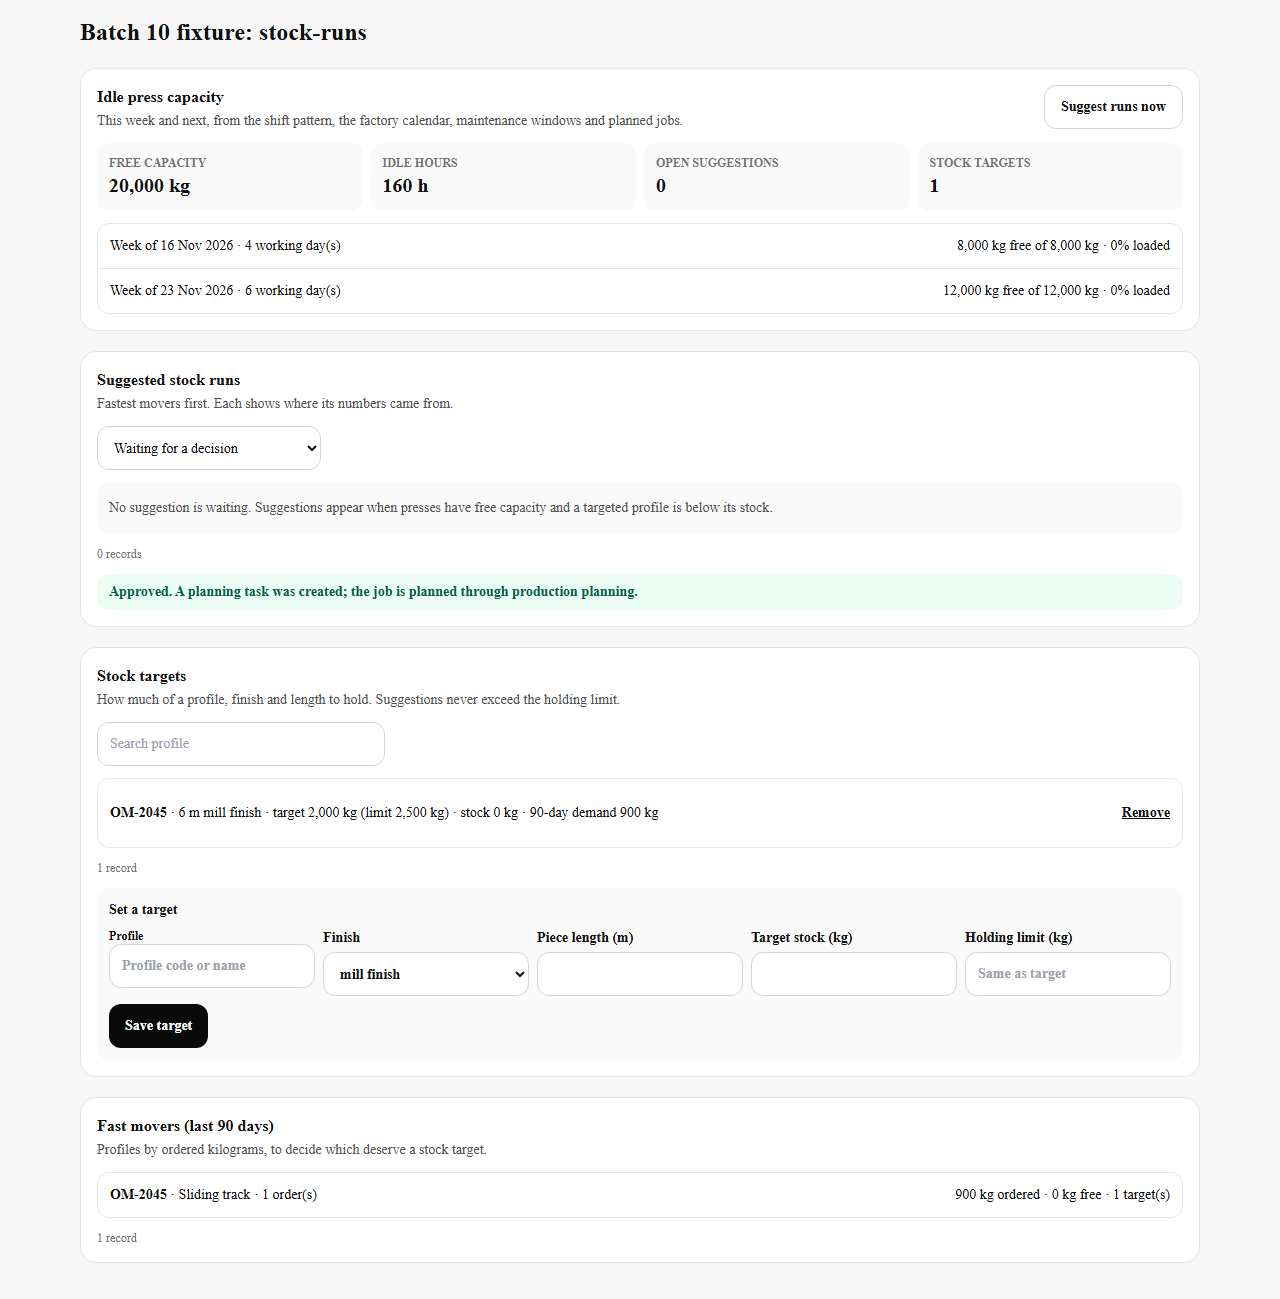 Batch 10 fixture: stock-runs
Idle press capacity
This week and next, from the shift pattern, the factory calendar, maintenance windows and planned jobs.
Suggest runs now
FREE CAPACITY
20,000 kg
IDLE HOURS
160 h
OPEN SUGGESTIONS
0
STOCK TARGETS
1
Week of 16 Nov 2026 · 4 working day(s)
8,000 kg free of 8,000 kg · 0% loaded
Week of 23 Nov 2026 · 6 working day(s)
12,000 kg free of 12,000 kg · 0% loaded
Suggested stock runs
Fastest movers first. Each shows where its numbers came from.
Waiting for a decision
No suggestion is waiting. Suggestions appear when presses have free capacity and a targeted profile is below its stock.
0 records
Approved. A planning task was created; the job is planned through production planning.
Stock targets
How much of a profile, finish and length to hold. Suggestions never exceed the holding limit.
Search profile
OM-2045 · 6 m mill finish · target 2,000 kg (limit 2,500 kg) · stock 0 kg · 90-day demand 900 kg
Remove
1 record
Set a target
Profile
Profile code or name
Finish
mill finish
Piece length (m)
Target stock (kg)
Holding limit (kg)
Same as target
Save target
Fast movers (last 90 days)
Profiles by ordered kilograms, to decide which deserve a stock target.
OM-2045 · Sliding track · 1 order(s)
900 kg ordered · 0 kg free · 1 target(s)
1 record